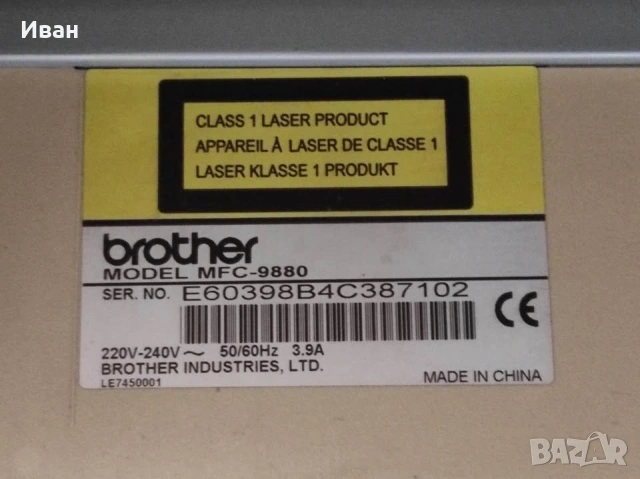 Иван
CLASS 1 LASER PRODUCT
APPAREIL À LASER DE CLASSE 1
LASER KLASSE 1 PRODUKT
brother
MODEL MFC-9880
SER. NO. E60398B4C387102
CE
220V-240V~ 50/60Hz 3.9A
BROTHER INDUSTRIES, LTD.
LE7450001
MADE IN CHINA
BAZAR